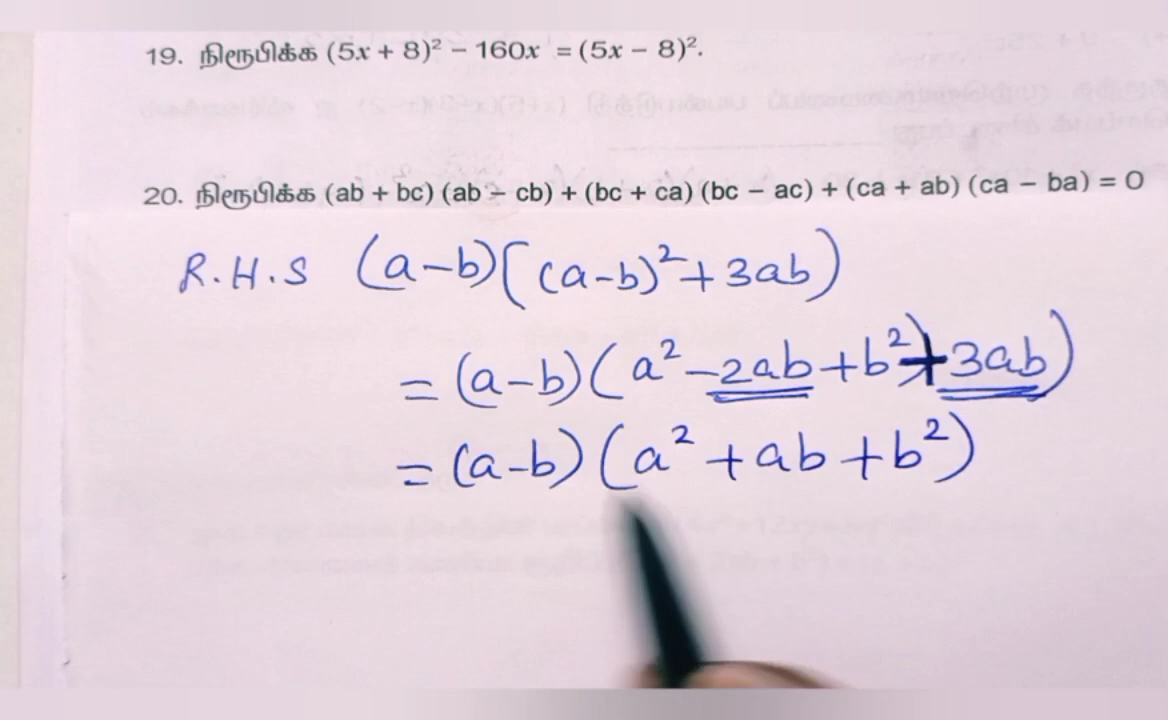 19. நிரூபிக்க (5x + 8)² − 160x = (5x − 8)².
20. நிரூபிக்க (ab + bc) (ab − cb) + (bc + ca) (bc − ac) + (ca + ab) (ca − ba) = 0
R.H.S (a−b)((a−b)²+3ab)
= (a−b)(a²−2ab+b²)+3ab)
= (a−b)(a²+ab+b²)